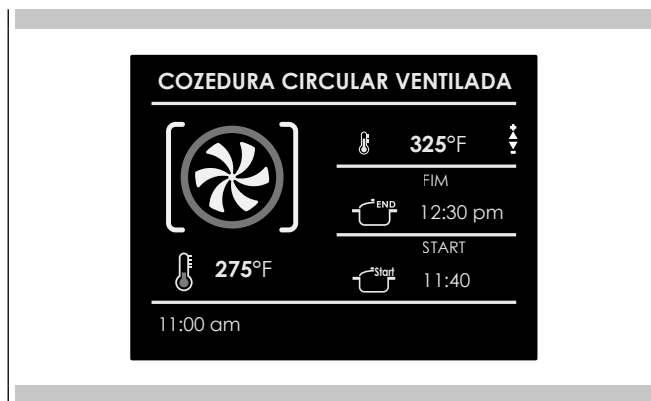 COZEDURA CIRCULAR VENTILADA
325°F
FIM
END
12:30 pm
START
Start
11:40
275°F
11:00 am